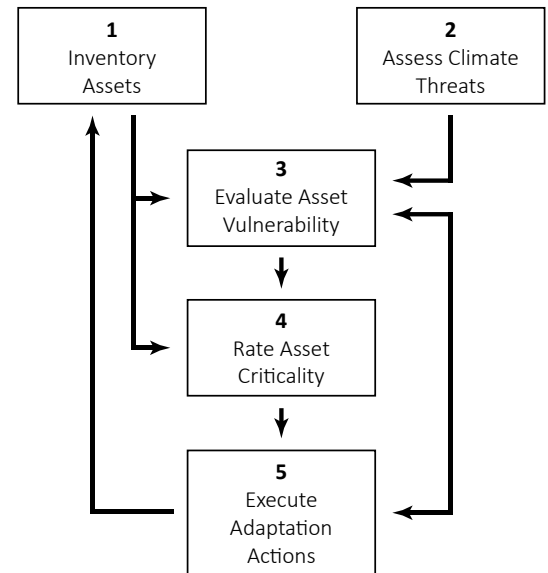 1
Inventory
Assets
2
Assess Climate
Threats
3
Evaluate Asset
Vulnerability
4
Rate Asset
Criticality
5
Execute
Adaptation
Actions